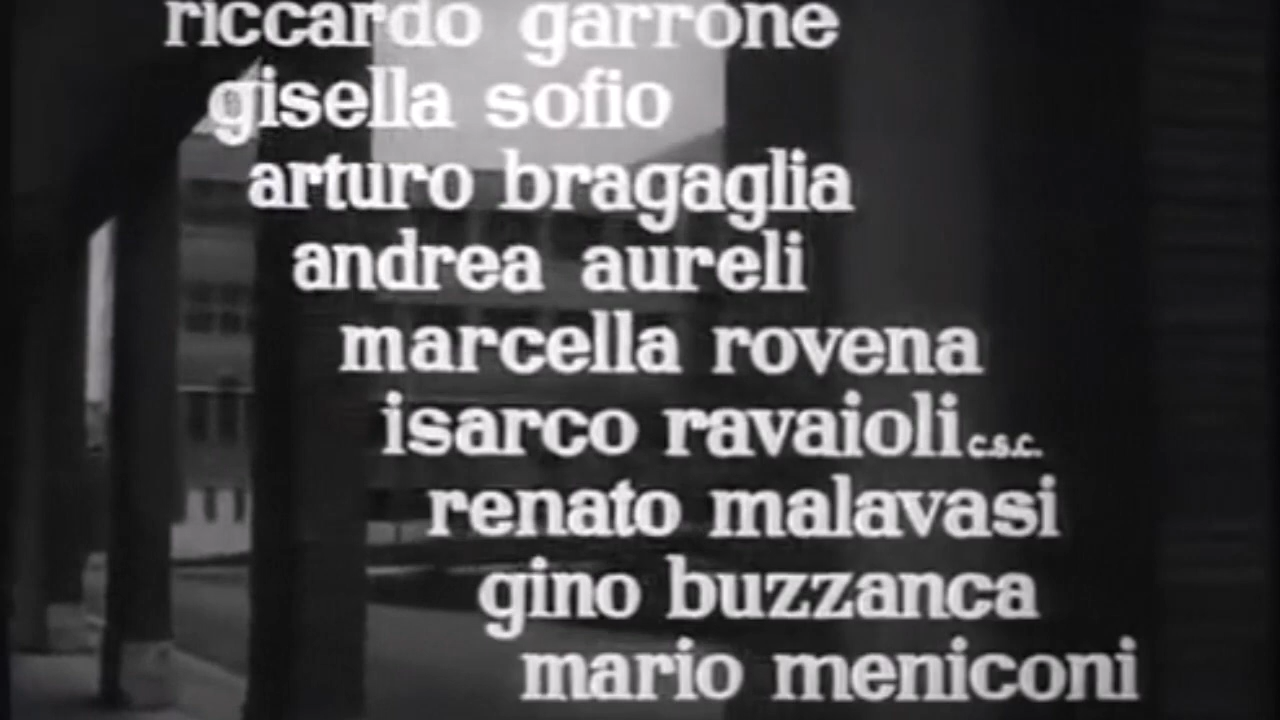 riccardo garrone
gisella sofio
arturo bragaglia
andrea aureli
marcella rovena
isarco ravaioli c.s.c.
renato malavasi
gino buzzanca
mario meniconi